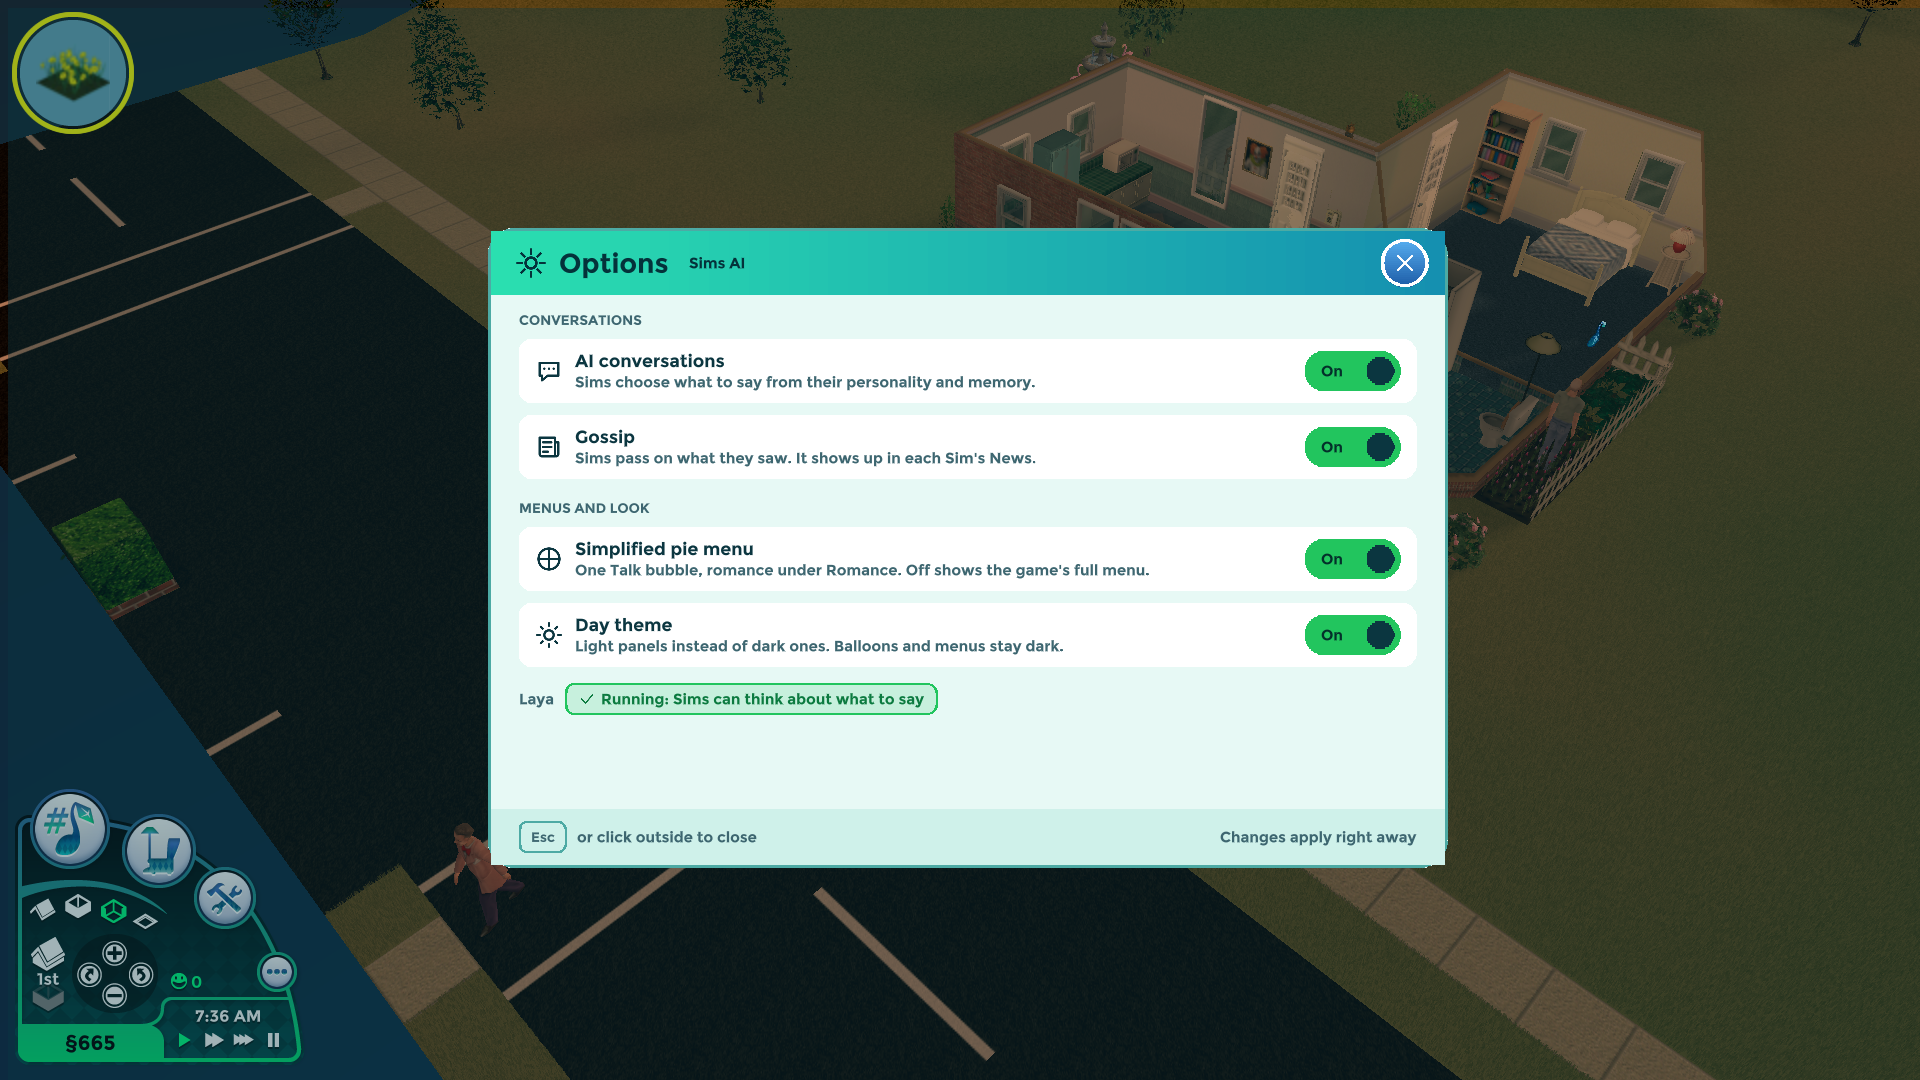 Options Sims AI
CONVERSATIONS
AI conversations
Sims choose what to say from their personality and memory.
On
Gossip
Sims pass on what they saw. It shows up in each Sim's News.
On
MENUS AND LOOK
Simplified pie menu
One Talk bubble, romance under Romance. Off shows the game's full menu.
On
Day theme
Light panels instead of dark ones. Balloons and menus stay dark.
On
Laya Running: Sims can think about what to say
Esc or click outside to close
Changes apply right away
#
1st
0
7:36 AM
§665